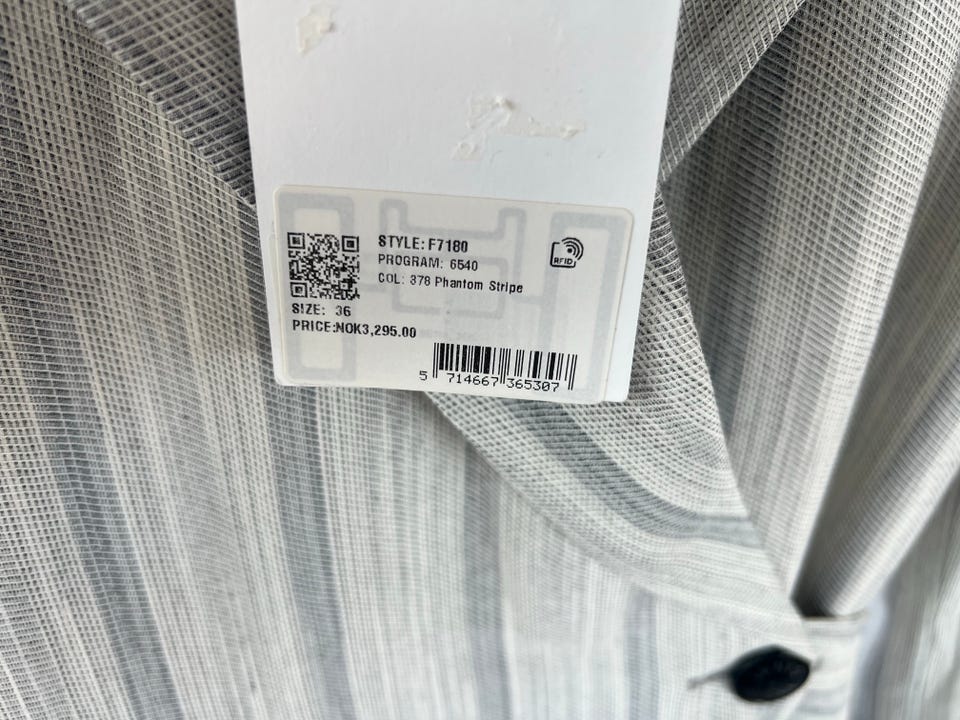 STYLE: F7180
PROGRAM: 6540
COL: 378 Phantom Stripe
RFID
SIZE: 36
PRICE:NOK3,295.00
5 714667 365307